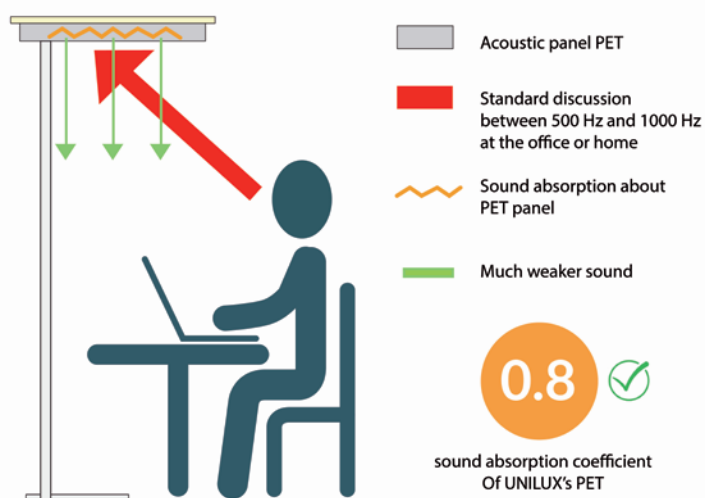 Acoustic panel PET
Standard discussion
between 500 Hz and 1000 Hz
at the office or home
Sound absorption about
PET panel
Much weaker sound
0.8
sound absorption coefficient
Of UNILUX's PET